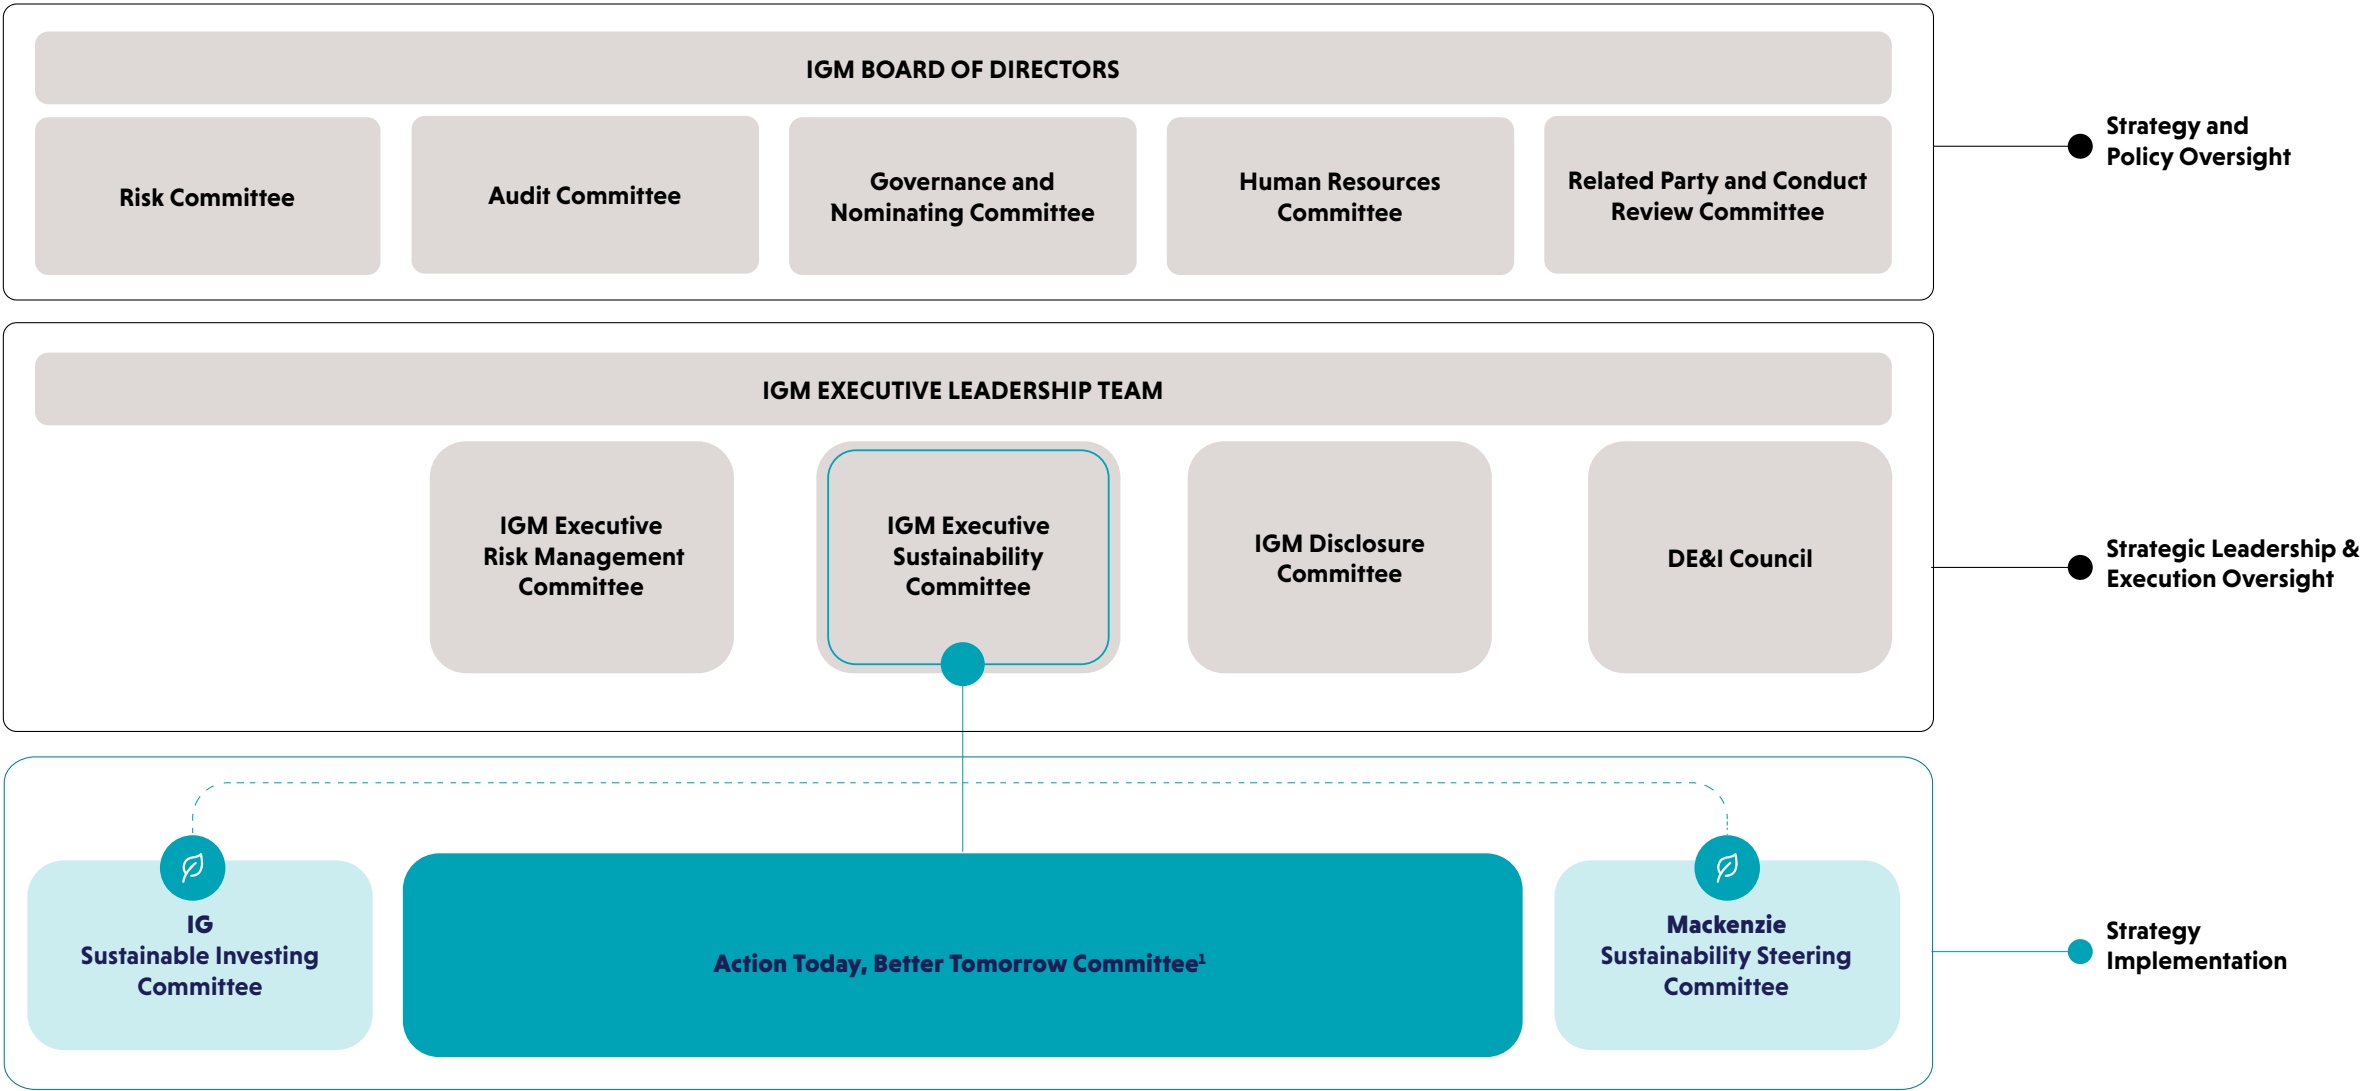 IGM BOARD OF DIRECTORS
Risk Committee
Audit Committee
Governance and
Nominating Committee
Human Resources
Committee
Related Party and Conduct
Review Committee
Strategy and
Policy Oversight
IGM EXECUTIVE LEADERSHIP TEAM
IGM Executive
Risk Management
Committee
IGM Executive
Sustainability
Committee
IGM Disclosure
Committee
DE&I Council
Strategic Leadership &
Execution Oversight
IG
Sustainable Investing
Committee
Action Today, Better Tomorrow Committee¹
Mackenzie
Sustainability Steering
Committee
Strategy
Implementation